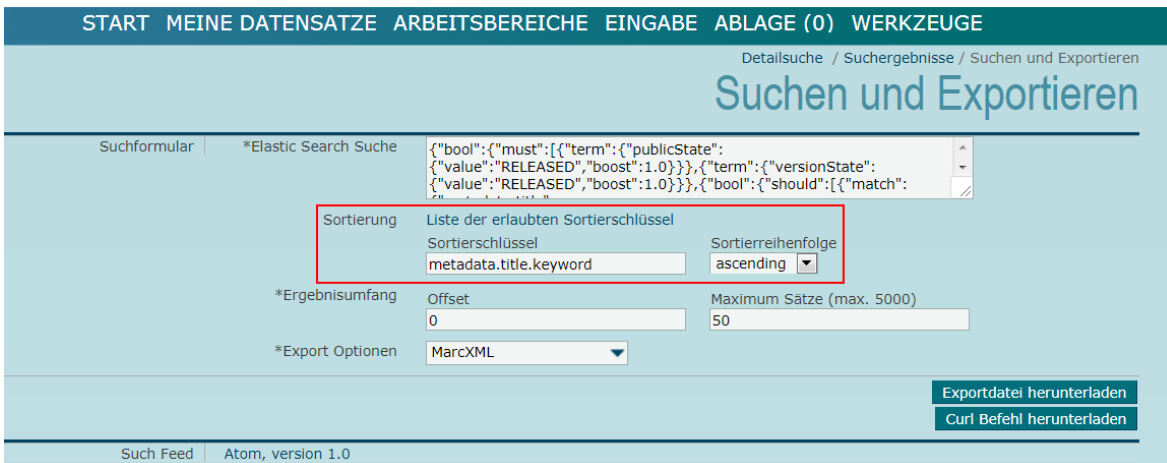 START MEINE DATENSÄTZE ARBEITSBEREICHE EINGABE ABLAGE (0) WERKZEUGE
Detailsuche / Suchergebnisse / Suchen und Exportieren
Suchen und Exportieren
Suchformular *Elastic Search Suche
{"bool":{"must":[{"term":{"publicState":
{"value":"RELEASED","boost":1.0}}},{"term":{"versionState":
{"value":"RELEASED","boost":1.0}}},{"bool":{"should":[{"match":
Sortierung Liste der erlaubten Sortierschlüssel
Sortierschlüssel Sortierreihenfolge
metadata.title.keyword ascending
*Ergebnisumfang Offset Maximum Sätze (max. 5000)
0 50
*Export Optionen MarcXML
Exportdatei herunterladen
Curl Befehl herunterladen
Such Feed Atom, version 1.0